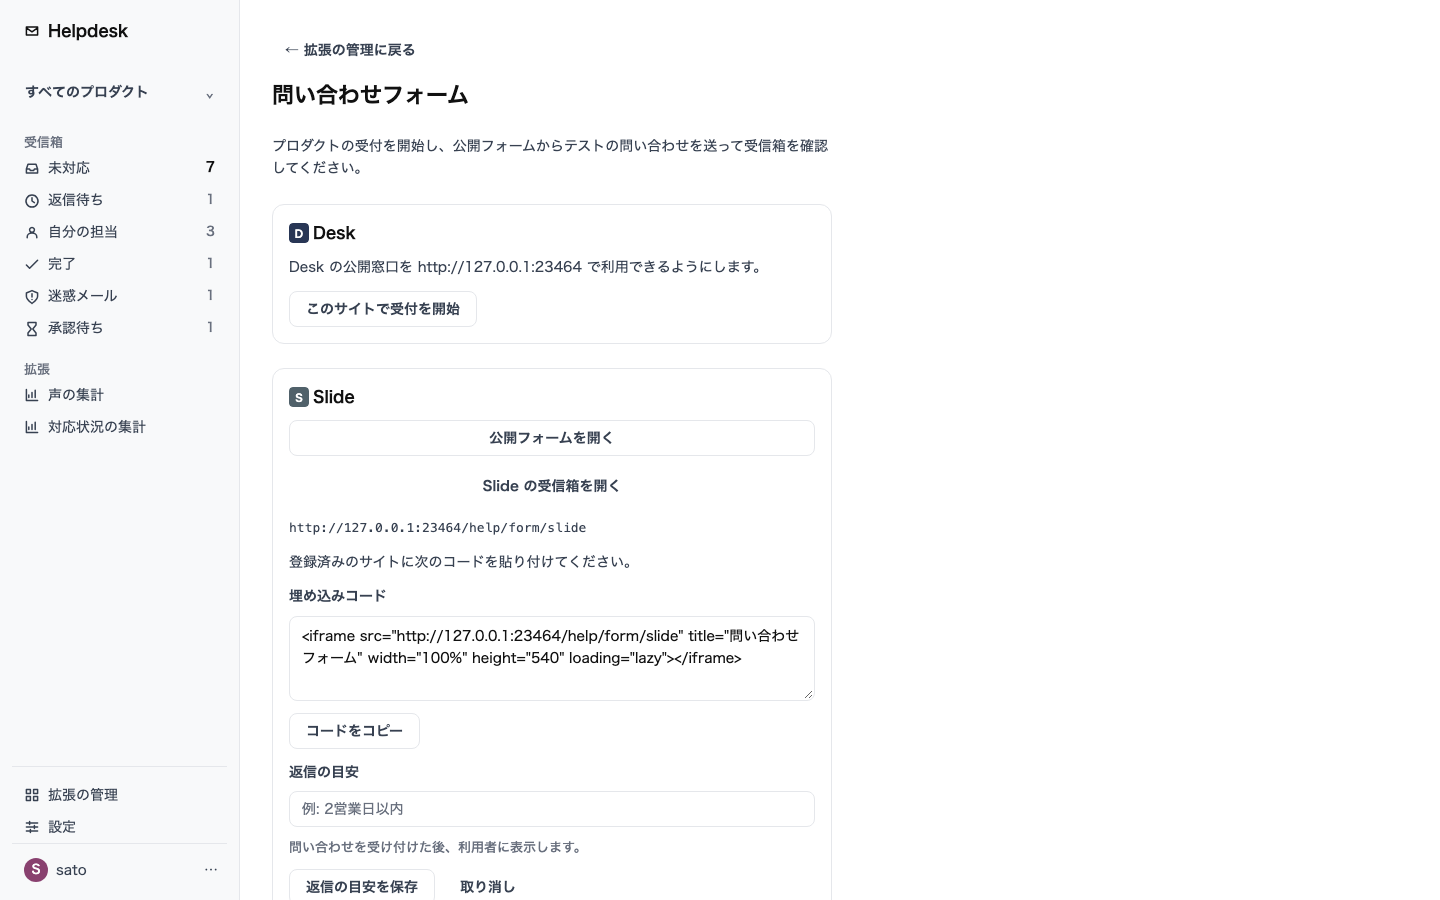 Helpdesk
すべてのプロダクト
受信箱
未対応 7
返信待ち 1
自分の担当 3
完了 1
迷惑メール 1
承認待ち 1
拡張
声の集計
対応状況の集計
拡張の管理
設定
S sato ...
← 拡張の管理に戻る
問い合わせフォーム
プロダクトの受付を開始し、公開フォームからテストの問い合わせを送って受信箱を確認
してください。
D Desk
Desk の公開窓口を http://127.0.0.1:23464 で利用できるようにします。
このサイトで受付を開始
S Slide
公開フォームを開く
Slide の受信箱を開く
http://127.0.0.1:23464/help/form/slide
登録済みのサイトに次のコードを貼り付けてください。
埋め込みコード
<iframe src="http://127.0.0.1:23464/help/form/slide" title="問い合わせ
フォーム" width="100%" height="540" loading="lazy"></iframe>
コードをコピー
返信の目安
例: 2営業日以内
問い合わせを受け付けた後、利用者に表示します。
返信の目安を保存 取り消し